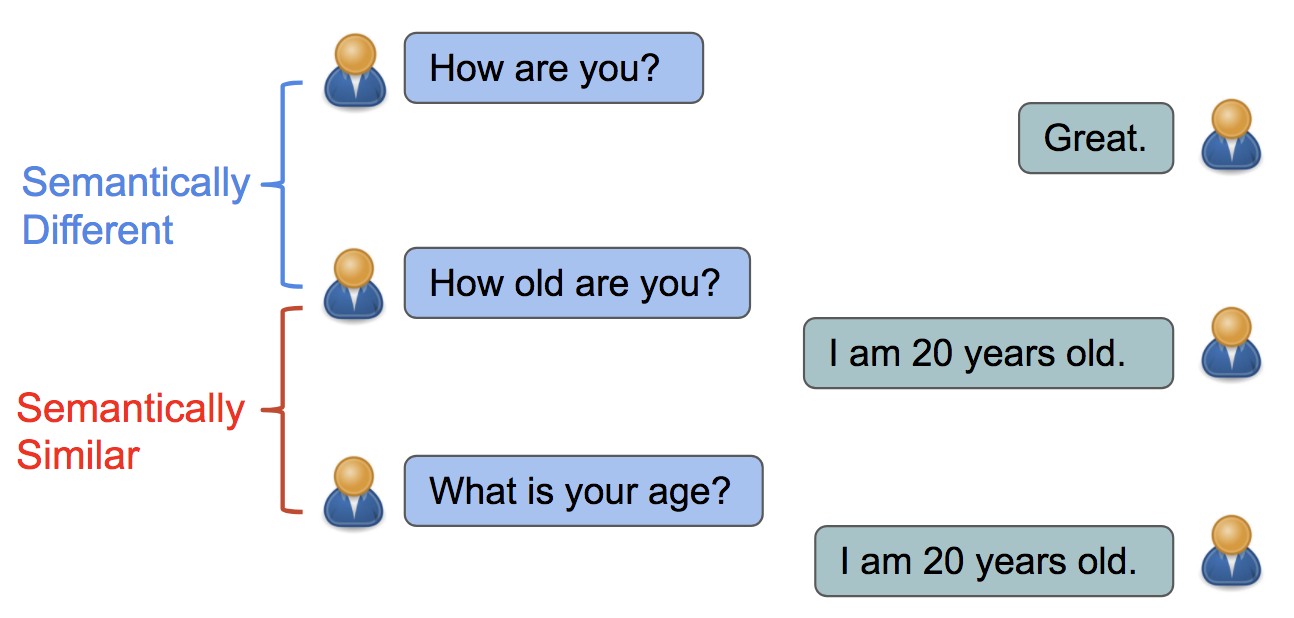 How are you?
Great.
Semantically
Different
How old are you?
I am 20 years old.
Semantically
Similar
What is your age?
I am 20 years old.